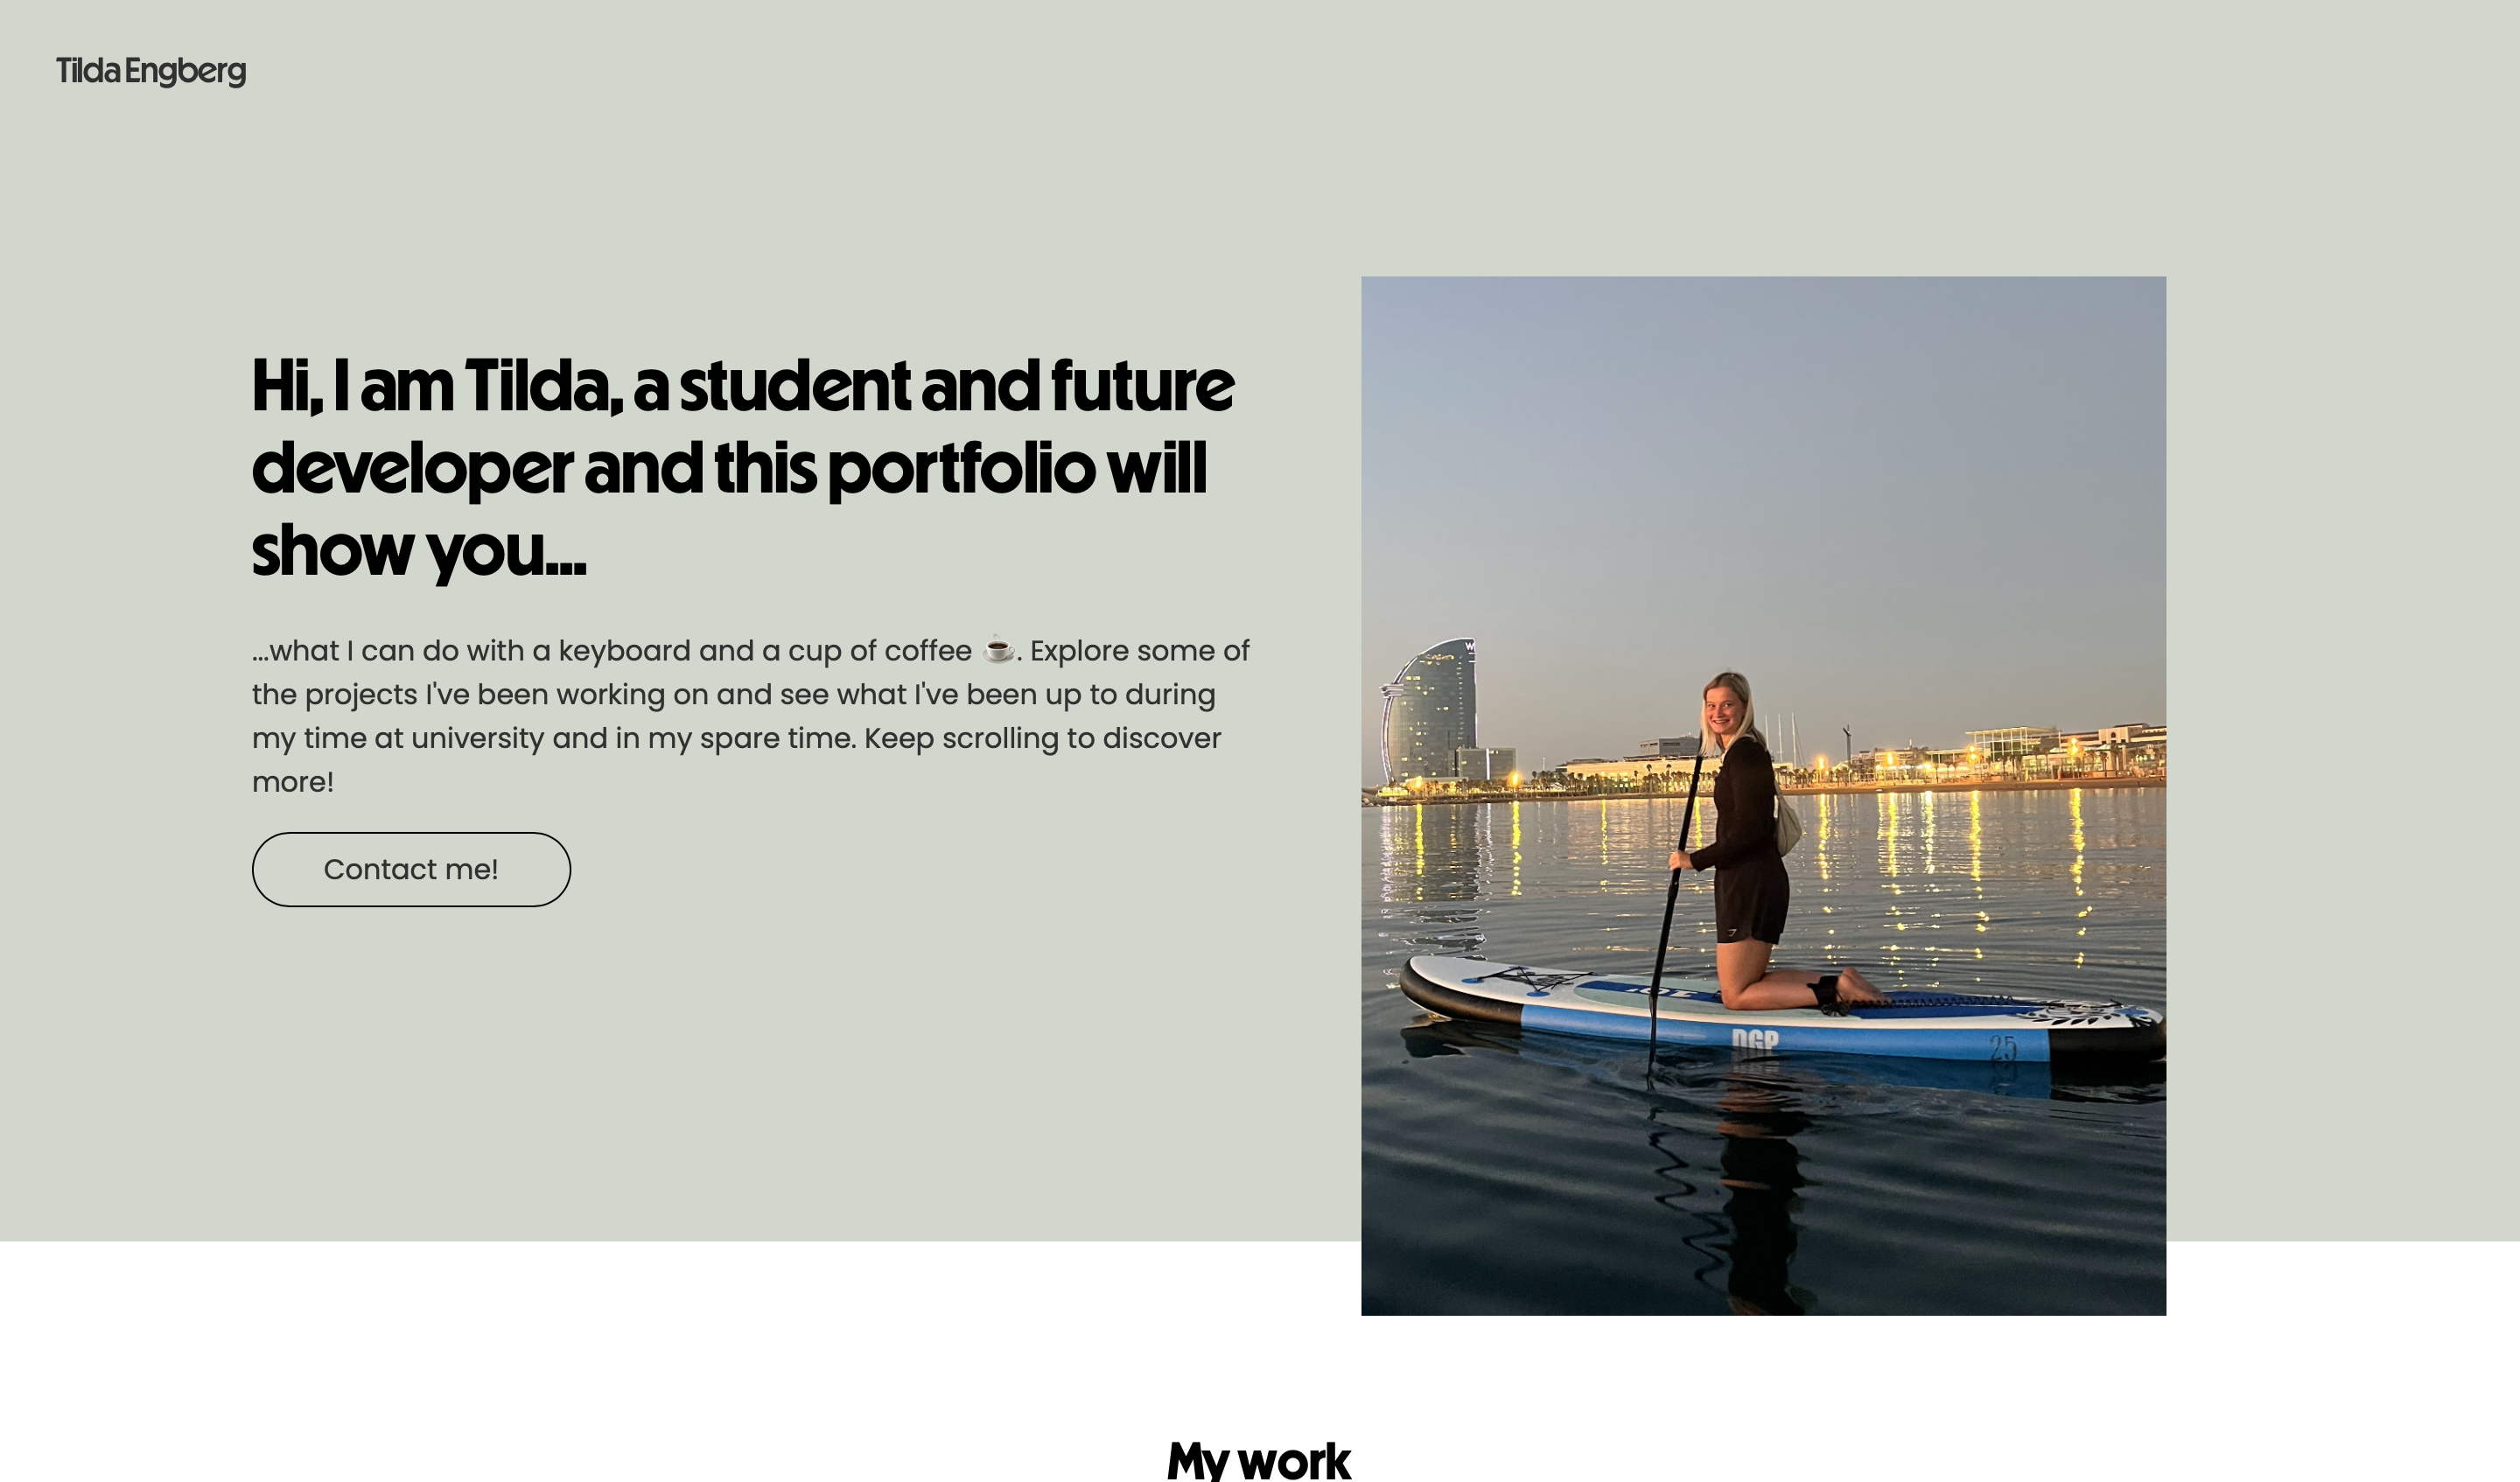 Tilda Engberg
Hi, I am Tilda, a student and future
developer and this portfolio will
show you...
...what I can do with a keyboard and a cup of coffee ☕. Explore some of
the projects I've been working on and see what I've been up to during
my time at university and in my spare time. Keep scrolling to discover
more!
Contact me!
W
DGP
25
My work